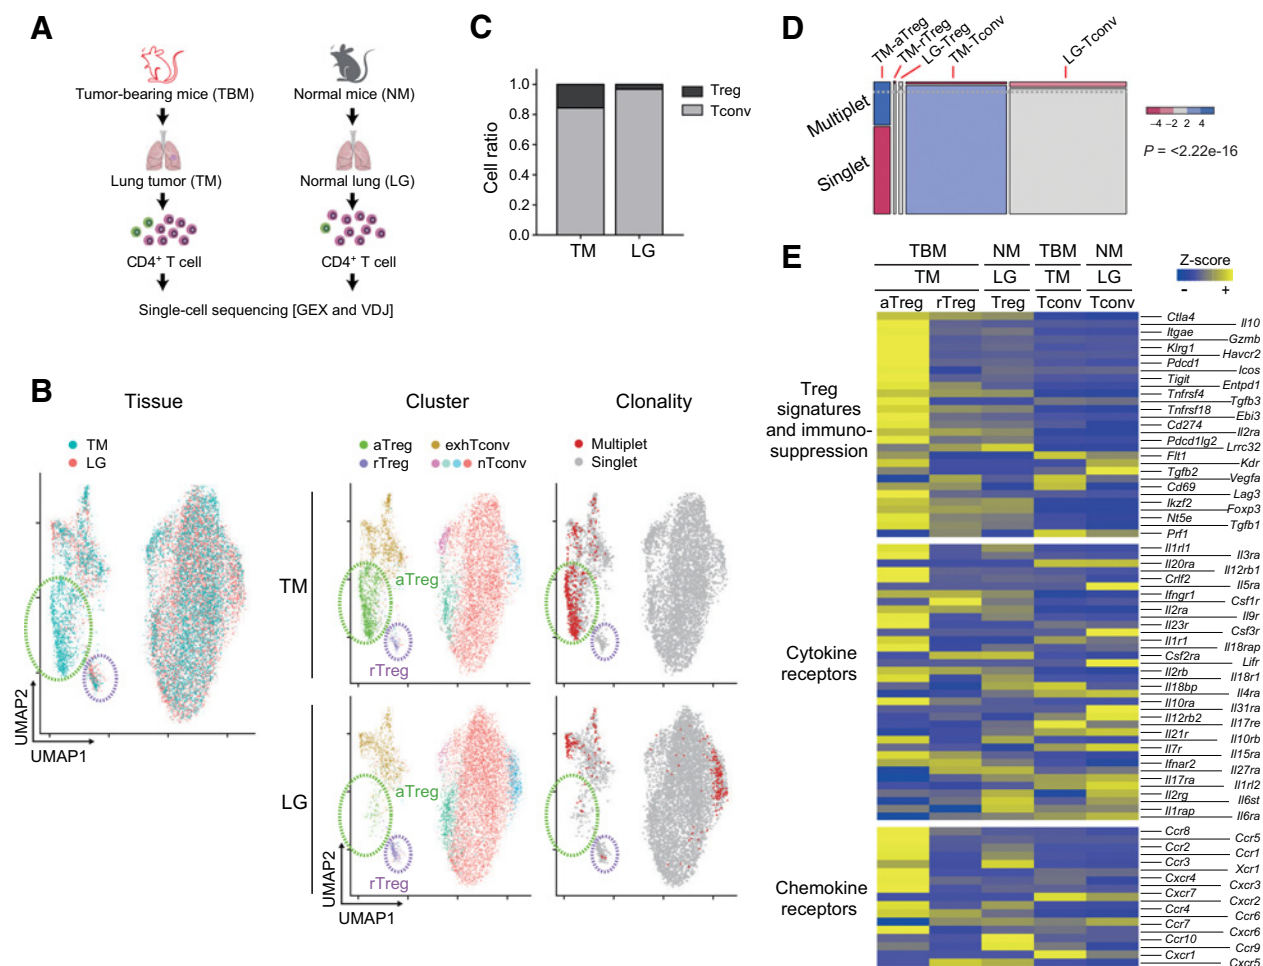 A
Tumor-bearing mice (TBM)
Normal mice (NM)
Lung tumor (TM)
Normal lung (LG)
CD4⁺ T cell
CD4⁺ T cell
Single-cell sequencing [GEX and VDJ]
C
Cell ratio
1.0
0.8
0.6
0.4
0.2
0.0
TM
LG
Treg
Tconv
D
TM-aTreg
TM-rTreg
LG-Treg
TM-Tconv
LG-Tconv
Multiplet
Singlet
−4 −2 2 4
P = <2.22e-16
B
Tissue
TM
LG
UMAP2
UMAP1
Cluster
aTreg
exhTconv
rTreg
nTconv
Clonality
Multiplet
Singlet
TM
aTreg
rTreg
LG
aTreg
rTreg
UMAP2
UMAP1
E
TBM NM TBM NM
TM LG TM LG
aTreg rTreg Treg Tconv Tconv
Z-score
- +
Treg
signatures
and immuno-
suppression
Ctla4
Il10
Itgae
Gzmb
Klrg1
Havcr2
Pdcd1
Icos
Tigit
Entpd1
Tnfrsf4
Tgfb3
Tnfrsf18
Ebi3
Cd274
Il2ra
Pdcd1lg2
Lrrc32
Flt1
Kdr
Tgfb2
Vegfa
Cd69
Lag3
Ikzf2
Foxp3
Nt5e
Tgfb1
Prf1
Cytokine
receptors
Il1rl1
Il3ra
Il20ra
Il12rb1
Crlf2
Il5ra
Ifngr1
Csf1r
Il2ra
Il9r
Il23r
Csf3r
Il1r1
Il18rap
Csf2ra
Lifr
Il2rb
Il18r1
Il18bp
Il4ra
Il10ra
Il31ra
Il12rb2
Il17re
Il21r
Il10rb
Il7r
Il15ra
Ifnar2
Il27ra
Il17ra
Il1rl2
Il2rg
Il6st
Il1rap
Il6ra
Chemokine
receptors
Ccr8
Ccr5
Ccr2
Ccr1
Ccr3
Xcr1
Cxcr4
Cxcr3
Cxcr7
Cxcr2
Ccr4
Ccr6
Ccr7
Cxcr6
Ccr10
Ccr9
Cxcr1
Cxcr5